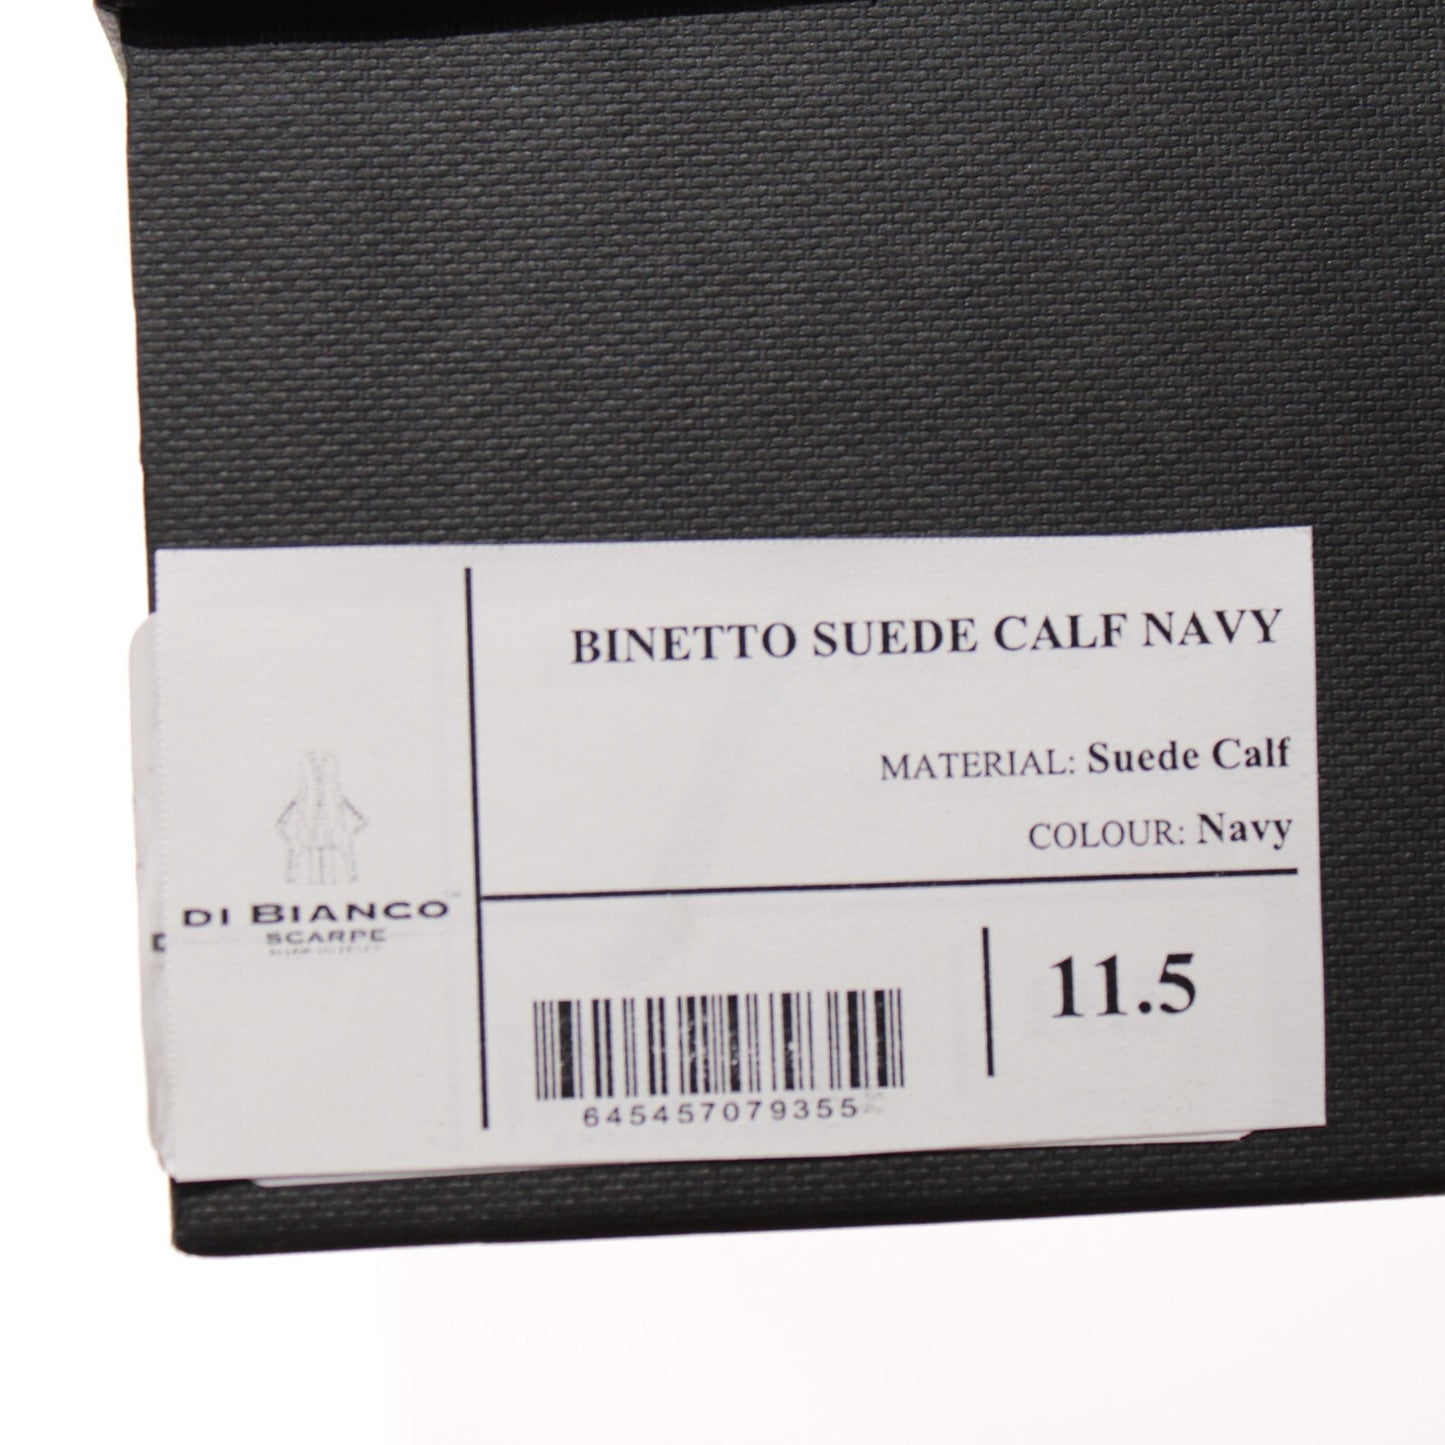 BINETTO SUEDE CALF NAVY
MATERIAL: Suede Calf
COLOUR: Navy
DI BIANCO
SCARPE
11.5
645457079355